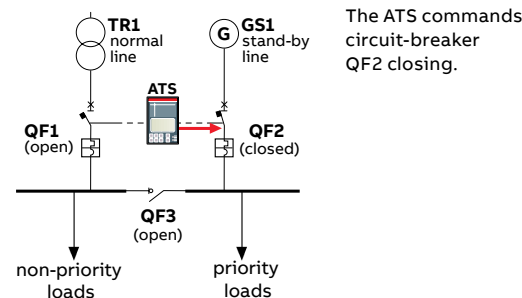 TR1
normal
line
GS1
stand-by
line
G
The ATS commands
circuit-breaker
QF2 closing.
ATS
QF1
(open)
QF2
(closed)
QF3
(open)
non-priority
loads
priority
loads